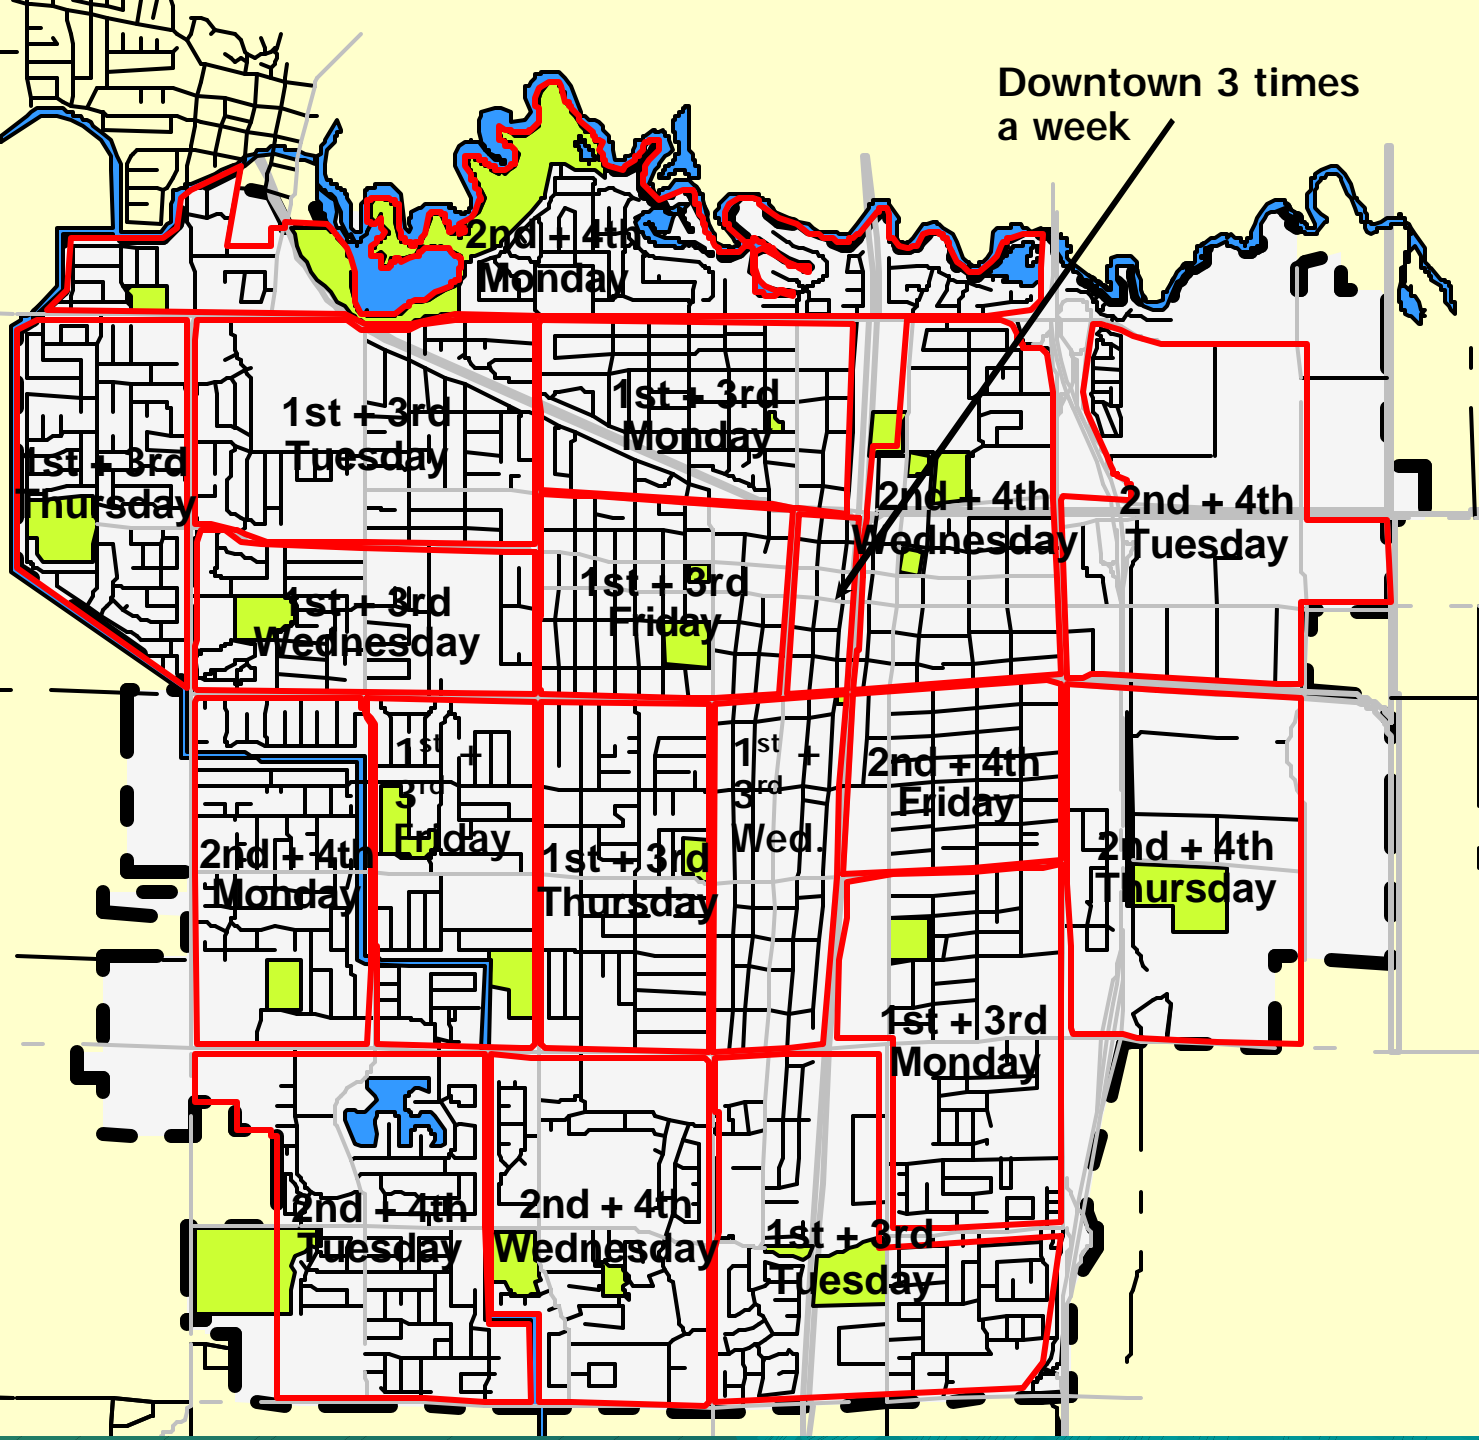 Downtown 3 times
a week
2nd + 4th
Monday
1st + 3rd
Tuesday
1st + 3rd
Monday
1st + 3rd
Thursday
2nd + 4th
Wednesday
2nd + 4th
Tuesday
1st + 3rd
Wednesday
1st + 3rd
Friday
1st +
3rd
Friday
1st +
3rd
Wed.
2nd + 4th
Friday
2nd + 4th
Monday
1st + 3rd
Thursday
2nd + 4th
Thursday
1st + 3rd
Monday
2nd + 4th
Tuesday
2nd + 4th
Wednesday
1st + 3rd
Tuesday